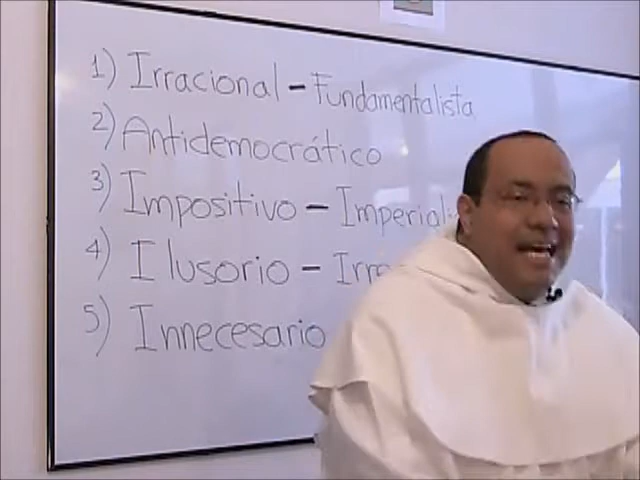 1) Irracional - Fundamentalista
2) Antidemocrático
3) Impositivo -
4) Ilusorio -
5) Innecesario